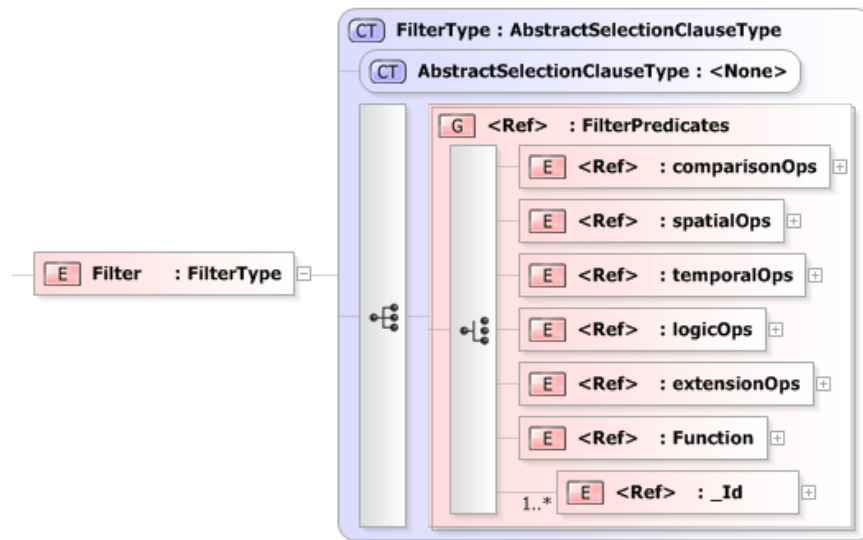 CT FilterType : AbstractSelectionClauseType
CT AbstractSelectionClauseType : <None>
G <Ref> : FilterPredicates
E <Ref> : comparisonOps
E <Ref> : spatialOps
E Filter : FilterType
E <Ref> : temporalOps
E <Ref> : logicOps
E <Ref> : extensionOps
E <Ref> : Function
1..* E <Ref> : _Id